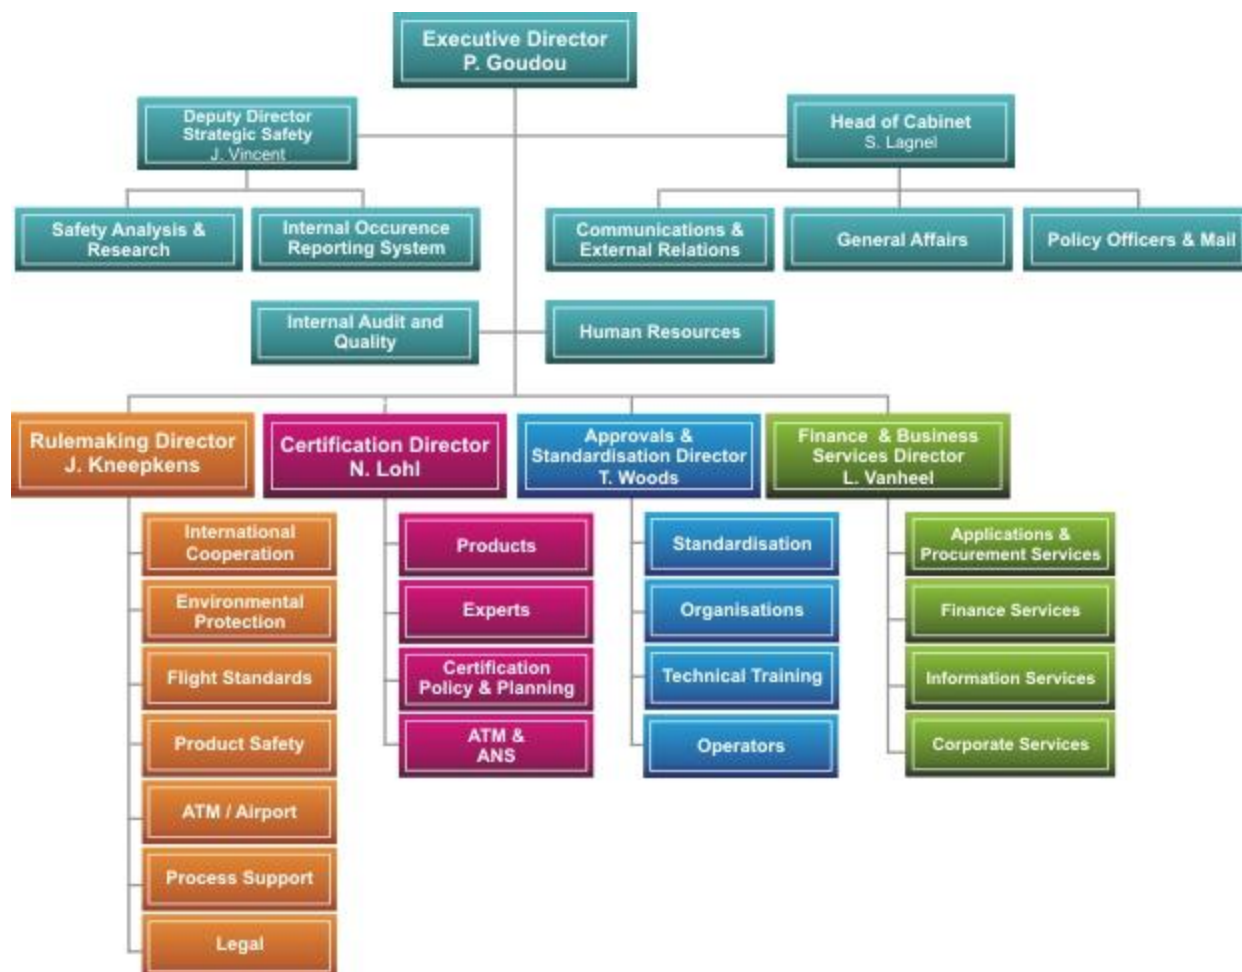 Executive Director
P. Goudou
Deputy Director
Strategic Safety
J. Vincent
Head of Cabinet
S. Lagnel
Safety Analysis &
Research
Internal Occurence
Reporting System
Communications &
External Relations
General Affairs
Policy Officers & Mail
Internal Audit and
Quality
Human Resources
Rulemaking Director
J. Kneepkens
Certification Director
N. Lohl
Approvals &
Standardisation Director
T. Woods
Finance & Business
Services Director
L. Vanheel
International
Cooperation
Environmental
Protection
Flight Standards
Product Safety
ATM / Airport
Process Support
Legal
Products
Experts
Certification
Policy & Planning
ATM &
ANS
Standardisation
Organisations
Technical Training
Operators
Applications &
Procurement Services
Finance Services
Information Services
Corporate Services